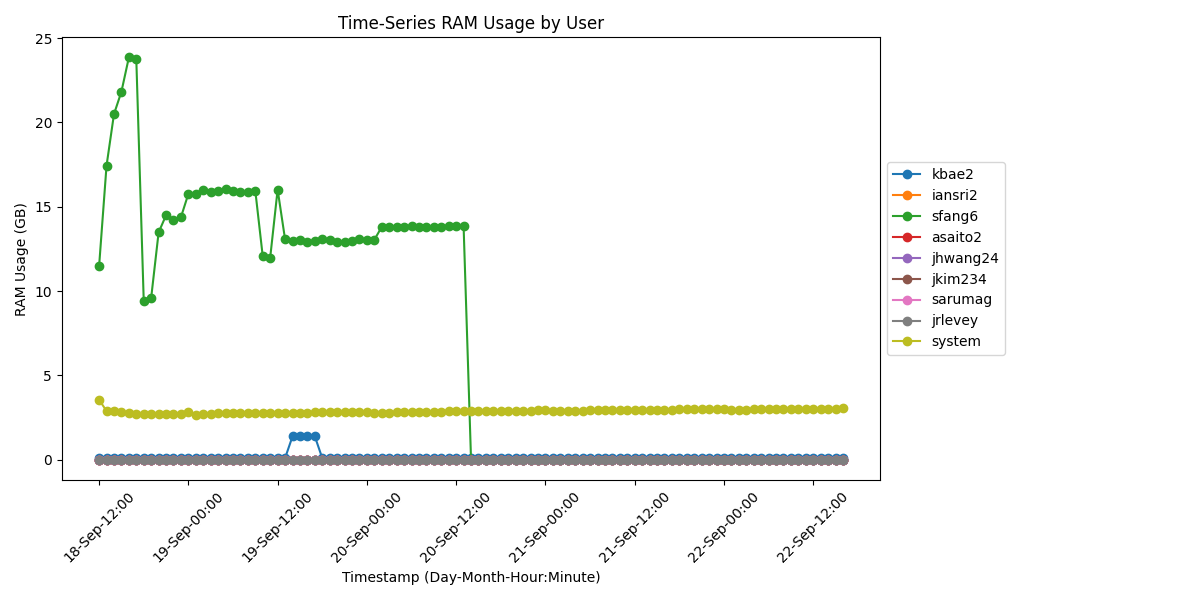 Time-Series RAM Usage by User
25
20
15
10
5
0
RAM Usage (GB)
18-Sep-12:00
19-Sep-00:00
19-Sep-12:00
20-Sep-00:00
20-Sep-12:00
21-Sep-00:00
21-Sep-12:00
22-Sep-00:00
22-Sep-12:00
Timestamp (Day-Month-Hour:Minute)
kbae2
iansri2
sfang6
asaito2
jhwang24
jkim234
sarumag
jrlevey
system